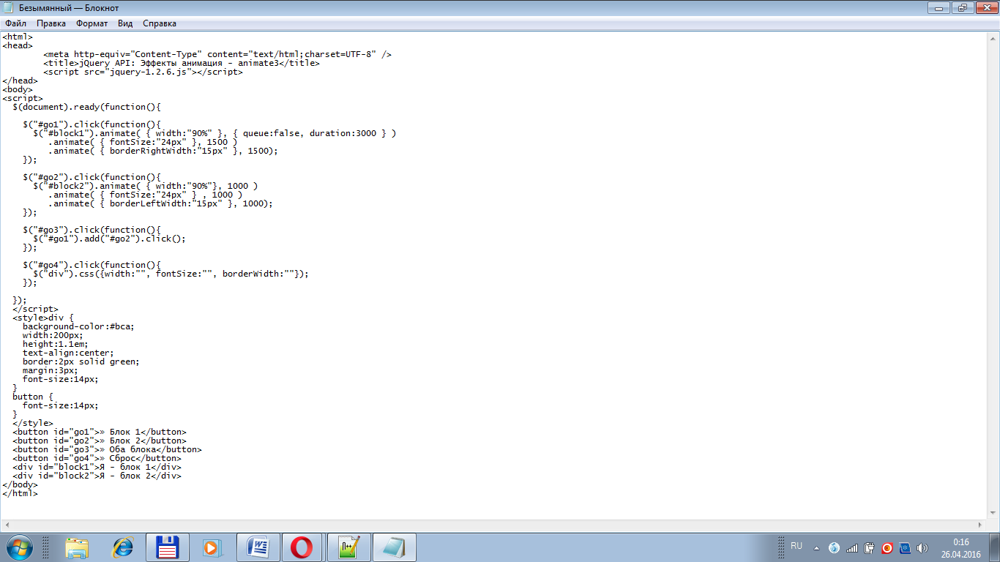 Безымянный — Блокнот
Файл Правка Формат Вид Справка
<html>
<head>
        <meta http-equiv="Content-Type" content="text/html;charset=UTF-8" />
        <title>jQuery API: Эффекты анимация - animate3</title>
        <script src="jquery-1.2.6.js"></script>
</head>
<body>
<script>
  $(document).ready(function(){

    $("#go1").click(function(){
      $("#block1").animate( { width:"90%" }, { queue:false, duration:3000 } )
         .animate( { fontSize:"24px" }, 1500 )
         .animate( { borderRightWidth:"15px" }, 1500);
    });

    $("#go2").click(function(){
      $("#block2").animate( { width:"90%"}, 1000 )
         .animate( { fontSize:"24px" } , 1000 )
         .animate( { borderLeftWidth:"15px" }, 1000);
    });

    $("#go3").click(function(){
      $("#go1").add("#go2").click();
    });

    $("#go4").click(function(){
      $("div").css({width:"", fontSize:"", borderWidth:""});
    });

  });
  </script>
  <style>div {
    background-color:#bca;
    width:200px;
    height:1.1em;
    text-align:center;
    border:2px solid green;
    margin:3px;
    font-size:14px;
  }
  button {
    font-size:14px;
  }
  </style>
  <button id="go1">» Блок 1</button>
  <button id="go2">» Блок 2</button>
  <button id="go3">» Оба блока</button>
  <button id="go4">» Сброс</button>
  <div id="block1">Я - блок 1</div>
  <div id="block2">Я - блок 2</div>
</body>
</html>
RU
0:16
26.04.2016